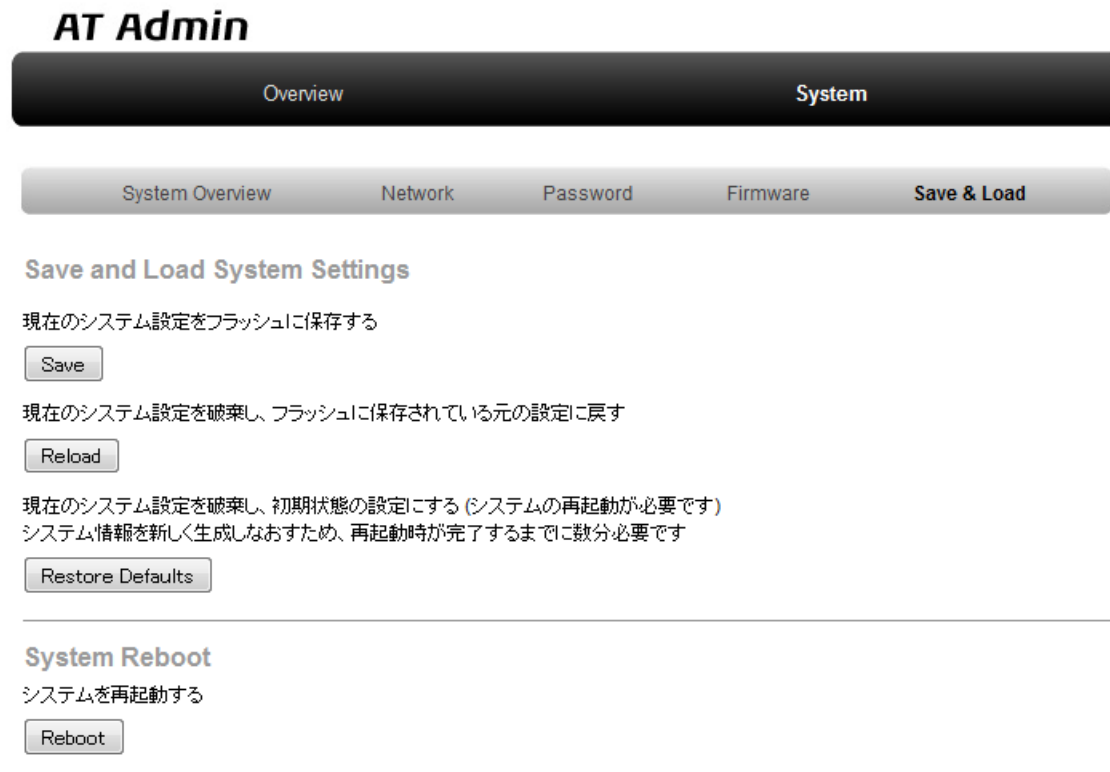 AT Admin
Overview System
System Overview Network Password Firmware Save & Load
Save and Load System Settings
現在のシステム設定をフラッシュに保存する
Save
現在のシステム設定を破棄し、フラッシュに保存されている元の設定に戻す
Reload
現在のシステム設定を破棄し、初期状態の設定にする (システムの再起動が必要です)
システム情報を新しく生成しなおすため、再起動時が完了するまでに数分必要です
Restore Defaults
System Reboot
システムを再起動する
Reboot